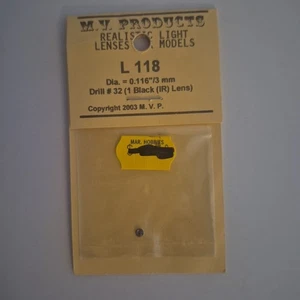 M.V. PRODUCTS
REALISTIC LIGHT
LENSES MODELS
L 118
Dia. = 0.116"/3 mm
Drill # 32 (1 Black (IR) Lens)
Copyright 2003 M. V. P.
MAK. HOBBIES